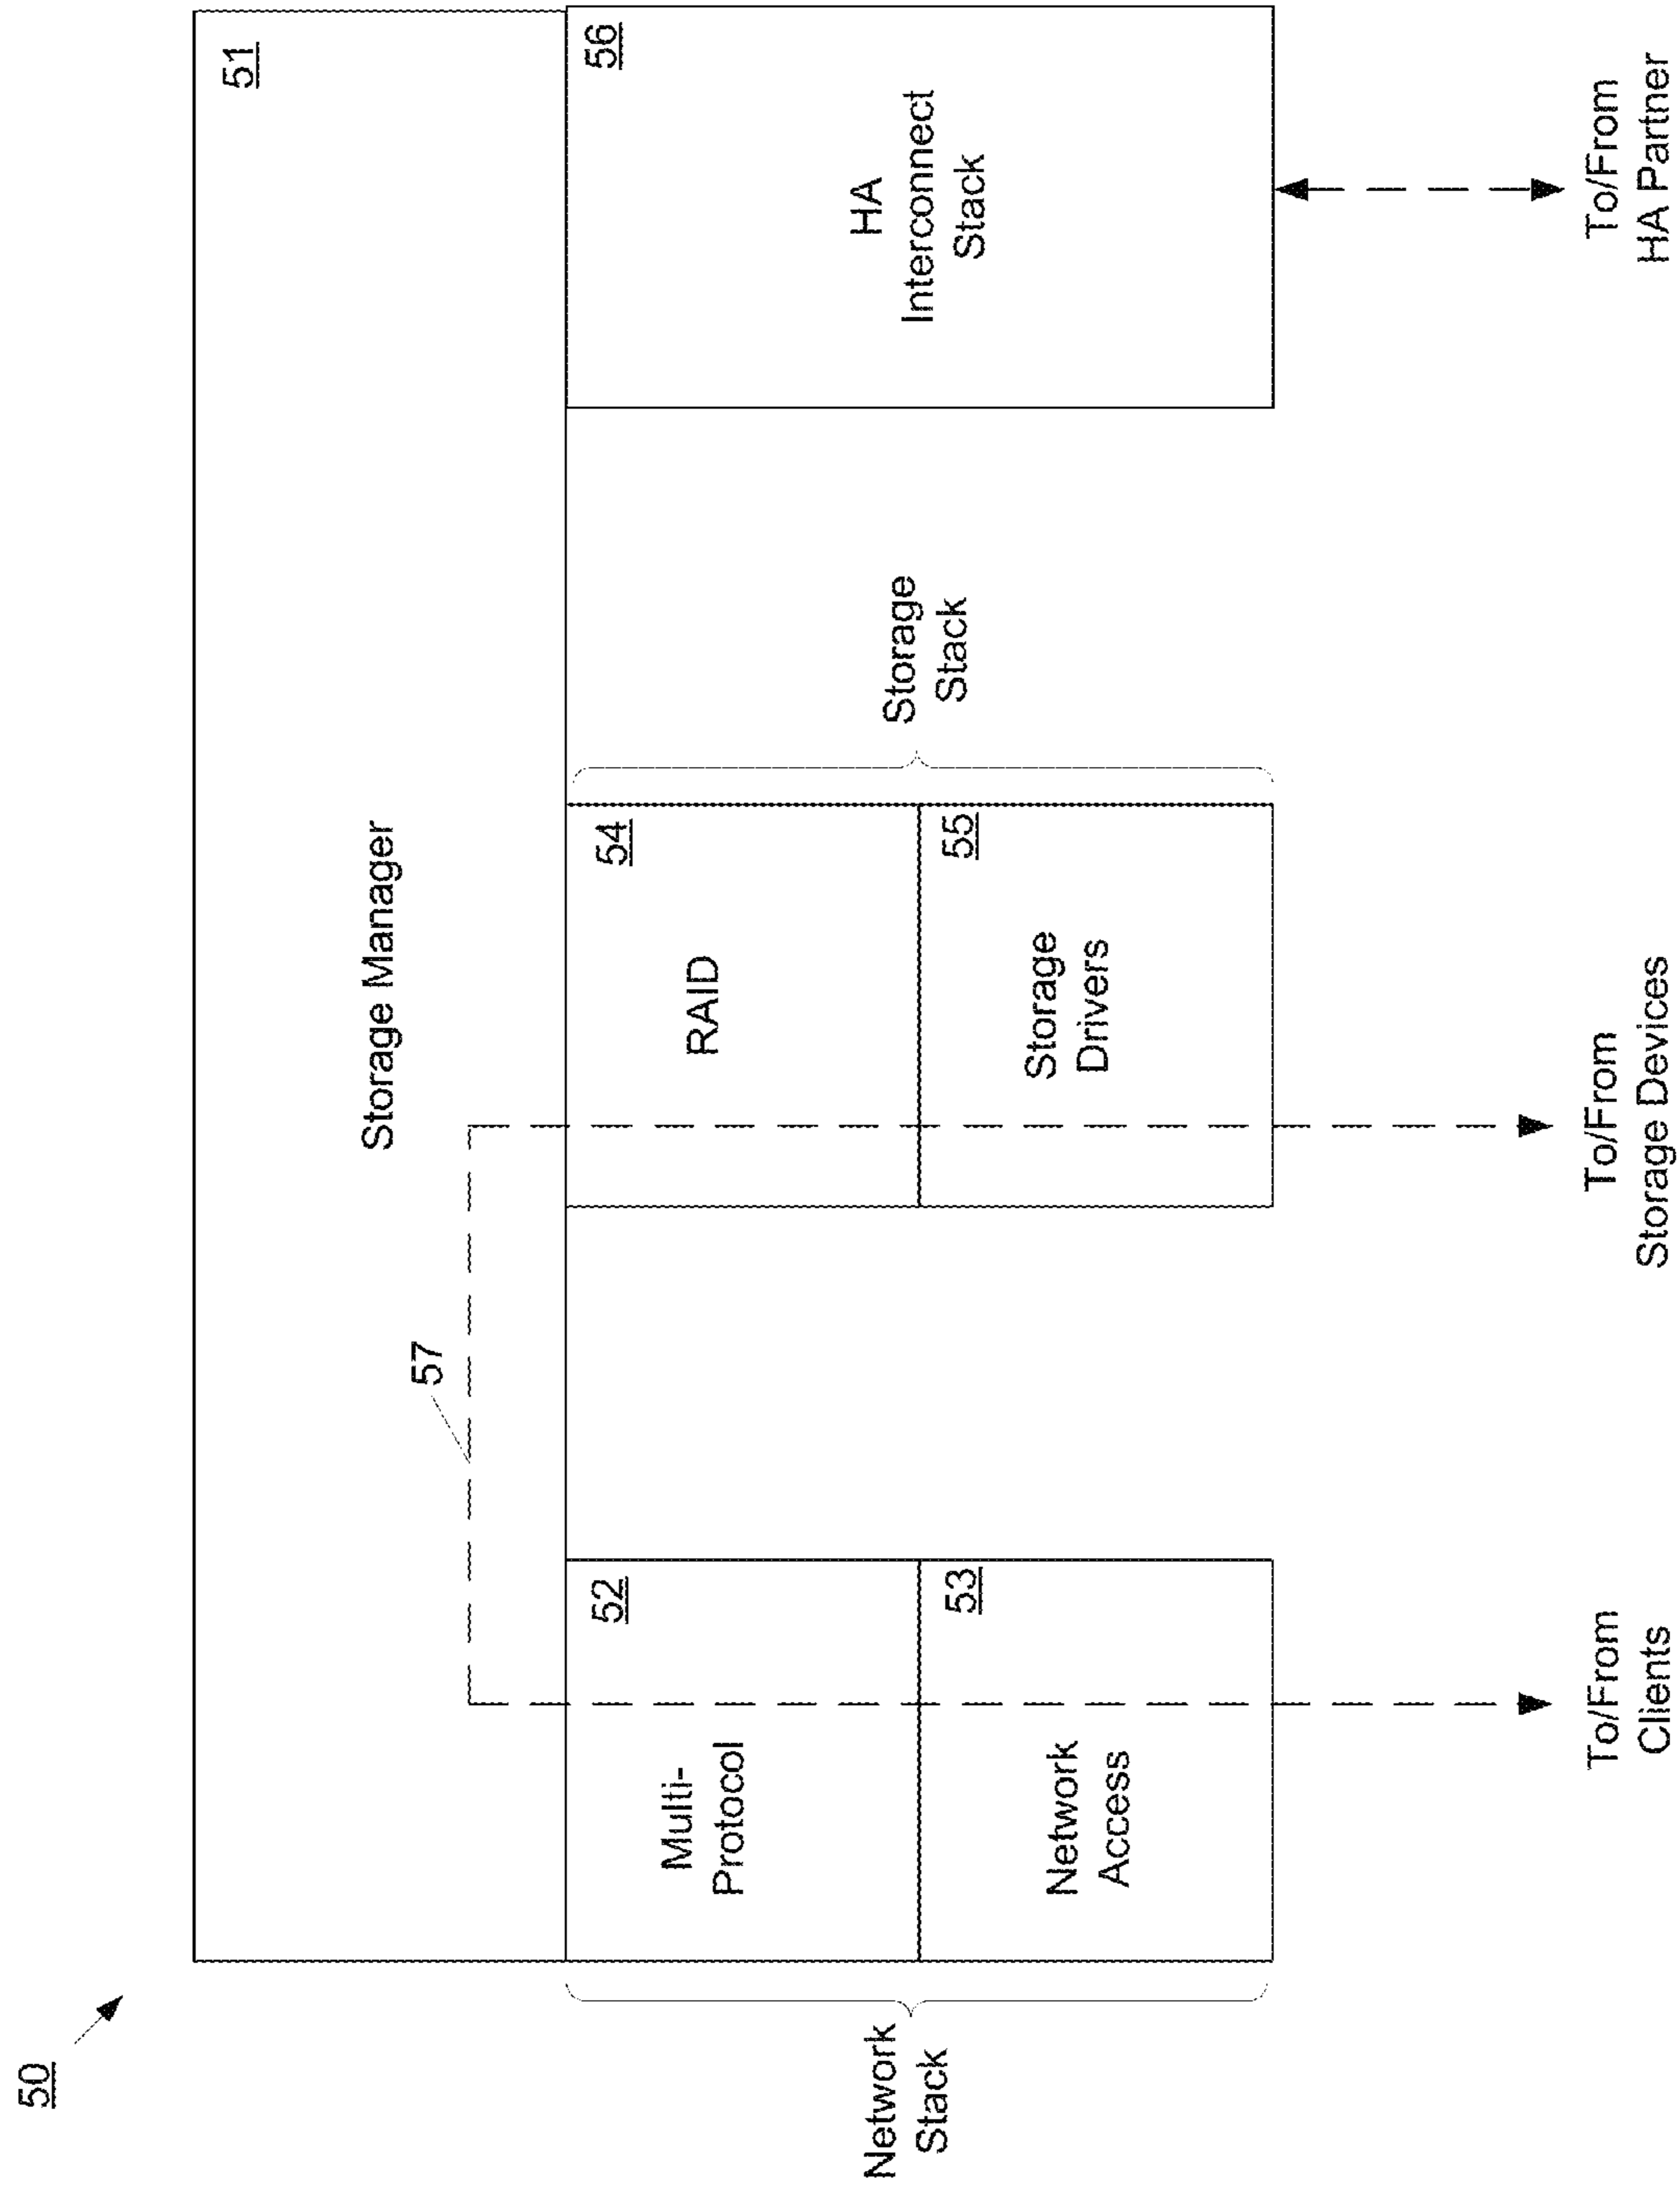 50
51
Storage Manager
57
Network
Stack
Multi-
Protocol
52
Network
Access
53
RAID
54
Storage
Drivers
55
Storage
Stack
HA
Interconnect
Stack
56
To/From
Clients
To/From
Storage Devices
To/From
HA Partner